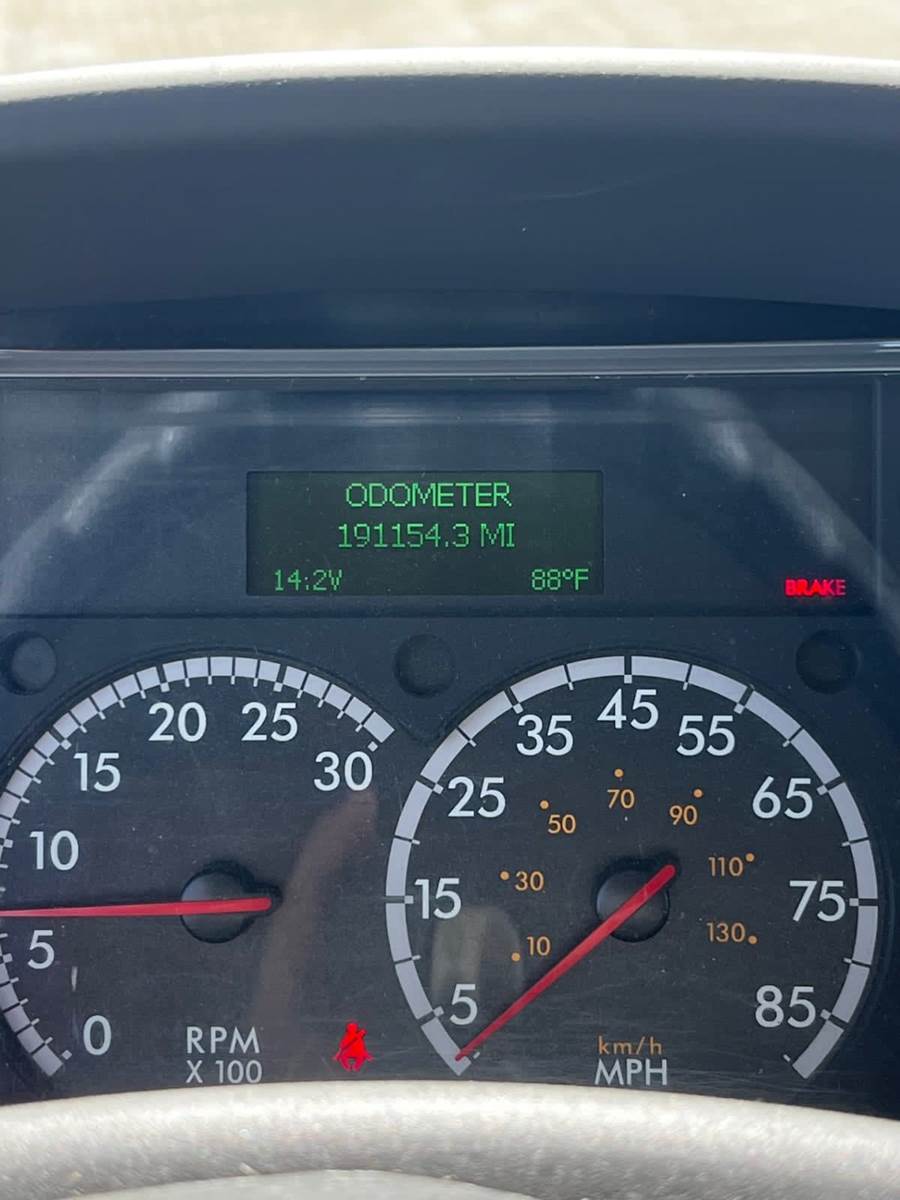 ODOMETER
191154.3 MI
14:2V 88°F
BRAKE
0 5 10 15 20 25 30
RPM
X 100
5 15 25 35 45 55 65 75 85
10 30 50 70 90 110 130
km/h
MPH